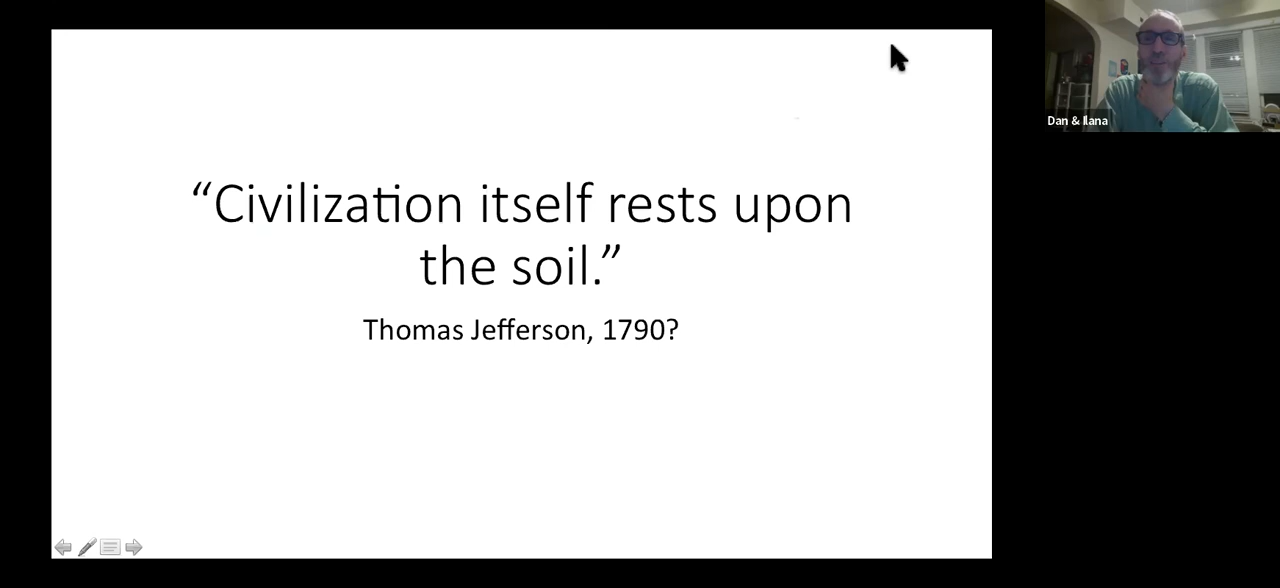 “Civilization itself rests upon
the soil.”
Thomas Jefferson, 1790?
Dan & Ilana